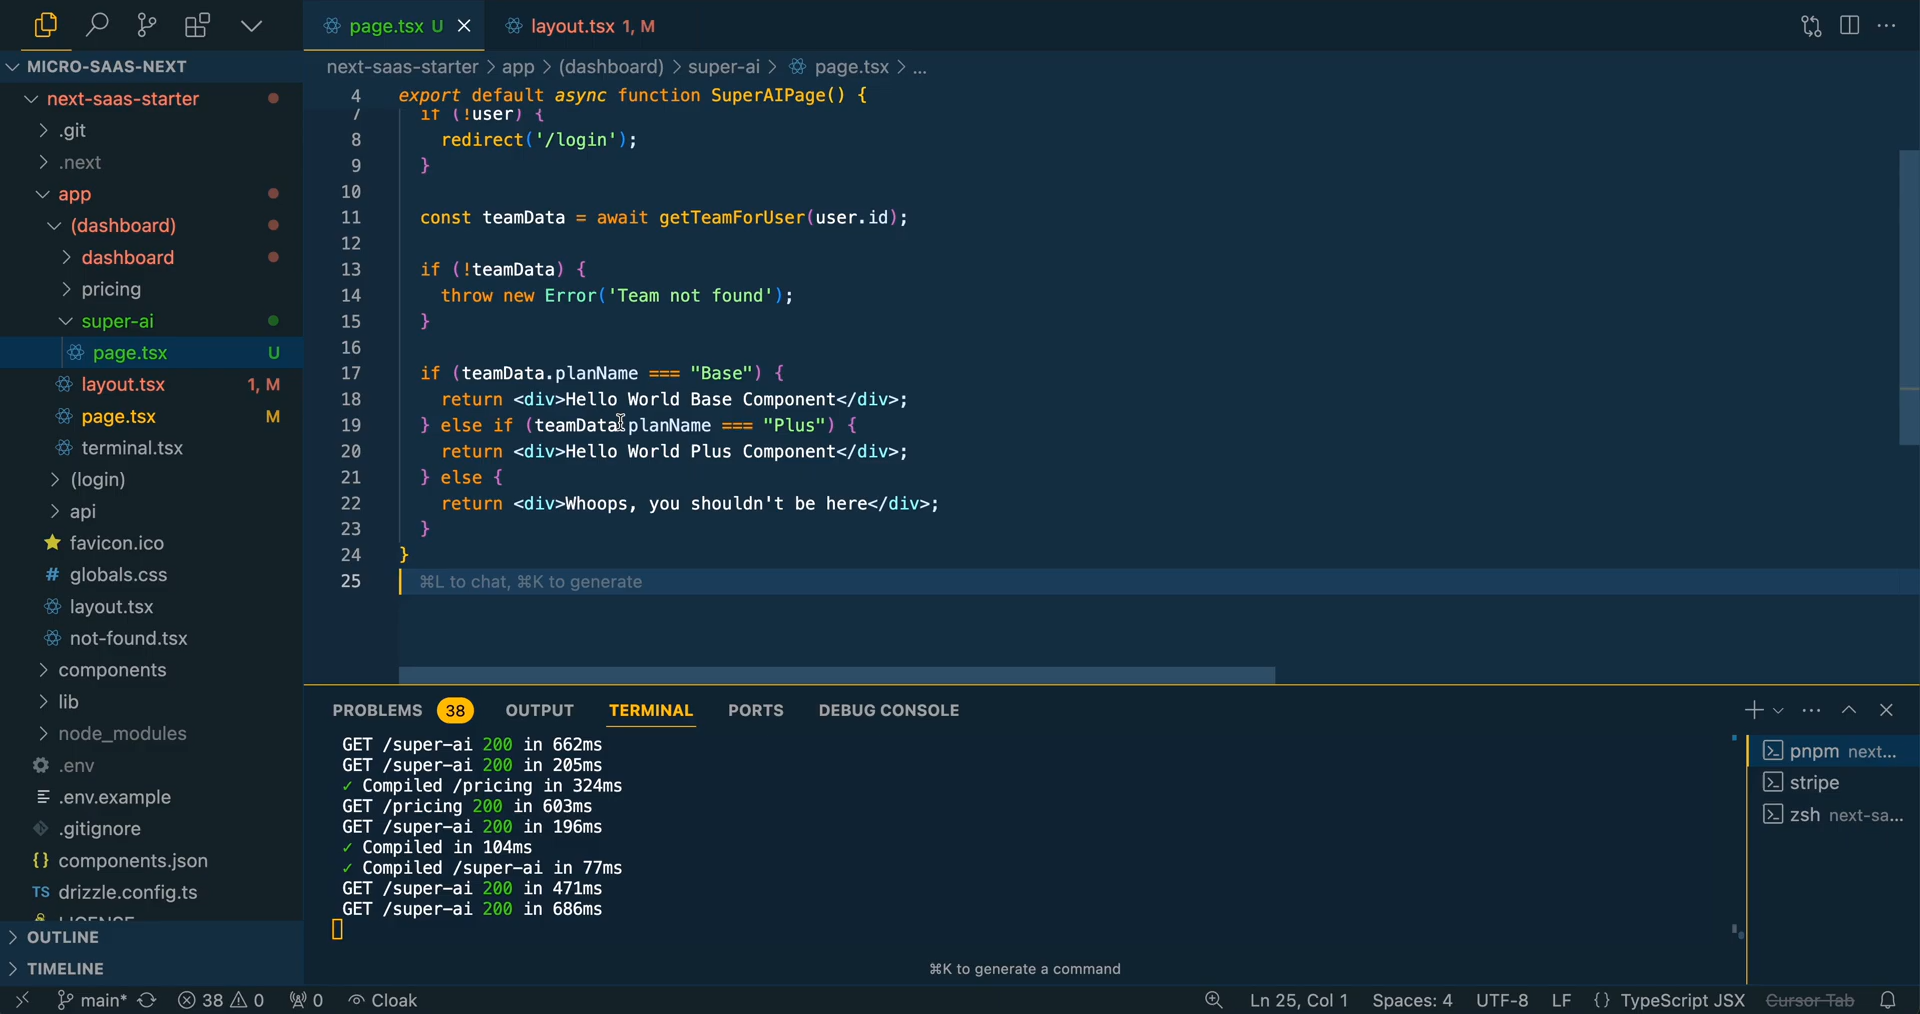 page.tsx U
layout.tsx 1, M
MICRO-SAAS-NEXT
next-saas-starter
.git
.next
app
(dashboard)
dashboard
pricing
super-ai
page.tsx U
layout.tsx 1, M
page.tsx M
terminal.tsx
(login)
api
favicon.ico
# globals.css
layout.tsx
not-found.tsx
components
lib
node_modules
.env
.env.example
.gitignore
{} components.json
TS drizzle.config.ts
LICENSE
OUTLINE
TIMELINE
next-saas-starter > app > (dashboard) > super-ai > page.tsx > ...
4 export default async function SuperAIPage() {
7 if (!user) {
8 redirect('/login');
9 }
10
11 const teamData = await getTeamForUser(user.id);
12
13 if (!teamData) {
14 throw new Error('Team not found');
15 }
16
17 if (teamData.planName === "Base") {
18 return <div>Hello World Base Component</div>;
19 } else if (teamData.planName === "Plus") {
20 return <div>Hello World Plus Component</div>;
21 } else {
22 return <div>Whoops, you shouldn't be here</div>;
23 }
24 }
25 ⌘L to chat, ⌘K to generate
PROBLEMS 38 OUTPUT TERMINAL PORTS DEBUG CONSOLE
GET /super-ai 200 in 662ms
GET /super-ai 200 in 205ms
✓ Compiled /pricing in 324ms
GET /pricing 200 in 603ms
GET /super-ai 200 in 196ms
✓ Compiled in 104ms
✓ Compiled /super-ai in 77ms
GET /super-ai 200 in 471ms
GET /super-ai 200 in 686ms
⌘K to generate a command
pnpm next...
stripe
zsh next-sa...
main* 38 0 0 Cloak Ln 25, Col 1 Spaces: 4 UTF-8 LF {} TypeScript JSX Cursor Tab